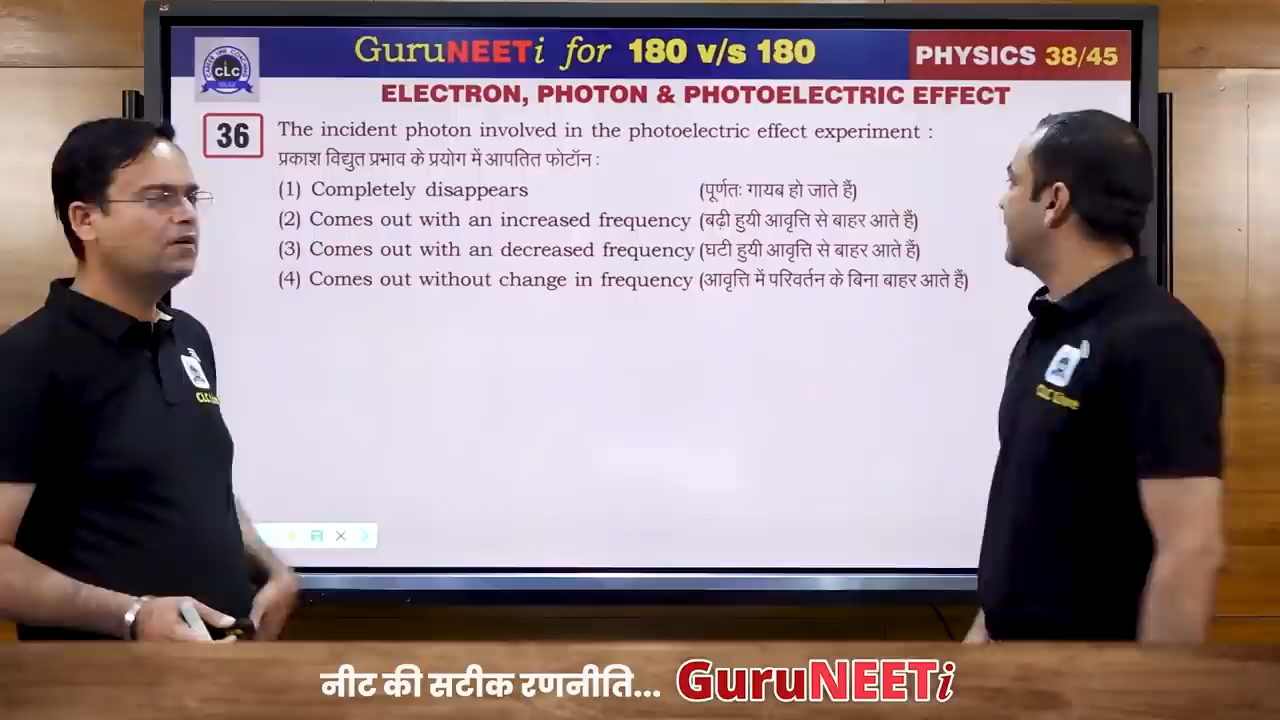 GuruNEETi for 180 v/s 180
PHYSICS 38/45
CLC
ELECTRON, PHOTON & PHOTOELECTRIC EFFECT
36
The incident photon involved in the photoelectric effect experiment :
प्रकाश विद्युत प्रभाव के प्रयोग में आपतित फोटॉन :
(1) Completely disappears (पूर्णतः गायब हो जाते हैं)
(2) Comes out with an increased frequency (बढ़ी हुयी आवृत्ति से बाहर आते हैं)
(3) Comes out with an decreased frequency (घटी हुयी आवृत्ति से बाहर आते हैं)
(4) Comes out without change in frequency (आवृत्ति में परिवर्तन के बिना बाहर आते हैं)
नीट की सटीक रणनीति... GuruNEETi